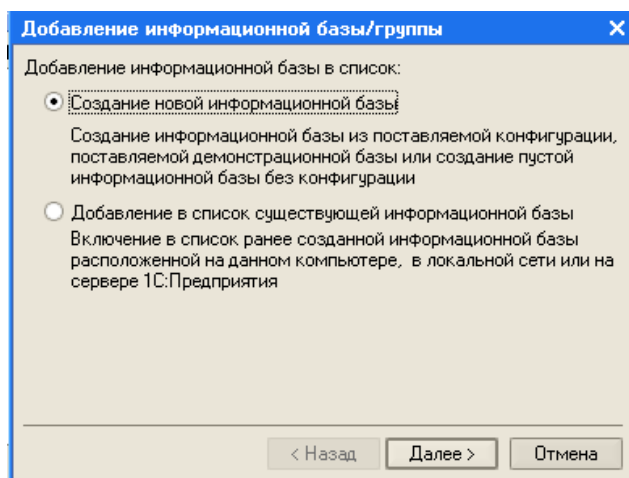 Добавление информационной базы/группы
Добавление информационной базы в список:
Создание новой информационной базы
Создание информационной базы из поставляемой конфигурации,
поставляемой демонстрационной базы или создание пустой
информационной базы без конфигурации
Добавление в список существующей информационной базы
Включение в список ранее созданной информационной базы
расположенной на данном компьютере, в локальной сети или на
сервере 1С:Предприятия
< Назад Далее > Отмена